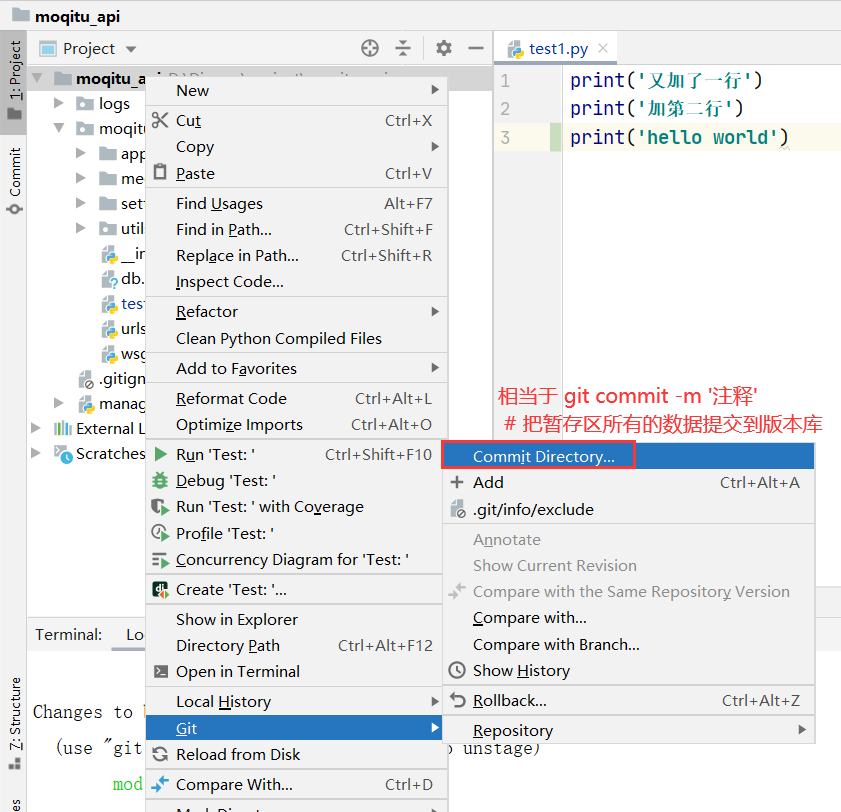 moqitu_api
Project
test1.py
1: Project
Commit
7: Structure
moqitu_a
logs
moqitu
app
me
util
__in
db.
tes
urls
wsg
.gitign
manag
External L
Scratches
1 print('又加了一行')
2 print('加第二行')
3 print('hello world')
New
Cut Ctrl+X
Copy
Paste Ctrl+V
Find Usages Alt+F7
Find in Path... Ctrl+Shift+F
Replace in Path... Ctrl+Shift+R
Inspect Code...
Refactor
Clean Python Compiled Files
Add to Favorites
Reformat Code Ctrl+Alt+L
Optimize Imports Ctrl+Alt+O
Run 'Test: ' Ctrl+Shift+F10
Debug 'Test: '
Run 'Test: ' with Coverage
Profile 'Test: '
Concurrency Diagram for 'Test: '
Create 'Test: '...
Show in Explorer
Directory Path Ctrl+Alt+F12
Open in Terminal
Local History
Git
Reload from Disk
Compare With... Ctrl+D
相当于 git commit -m '注释'
# 把暂存区所有的数据提交到版本库
Commit Directory...
Add Ctrl+Alt+A
.git/info/exclude
Annotate
Show Current Revision
Compare with the Same Repository Version
Compare with...
Compare with Branch...
Show History
Rollback... Ctrl+Alt+Z
Repository
Terminal: Lo
Changes to
(use "git
unstage)
mod